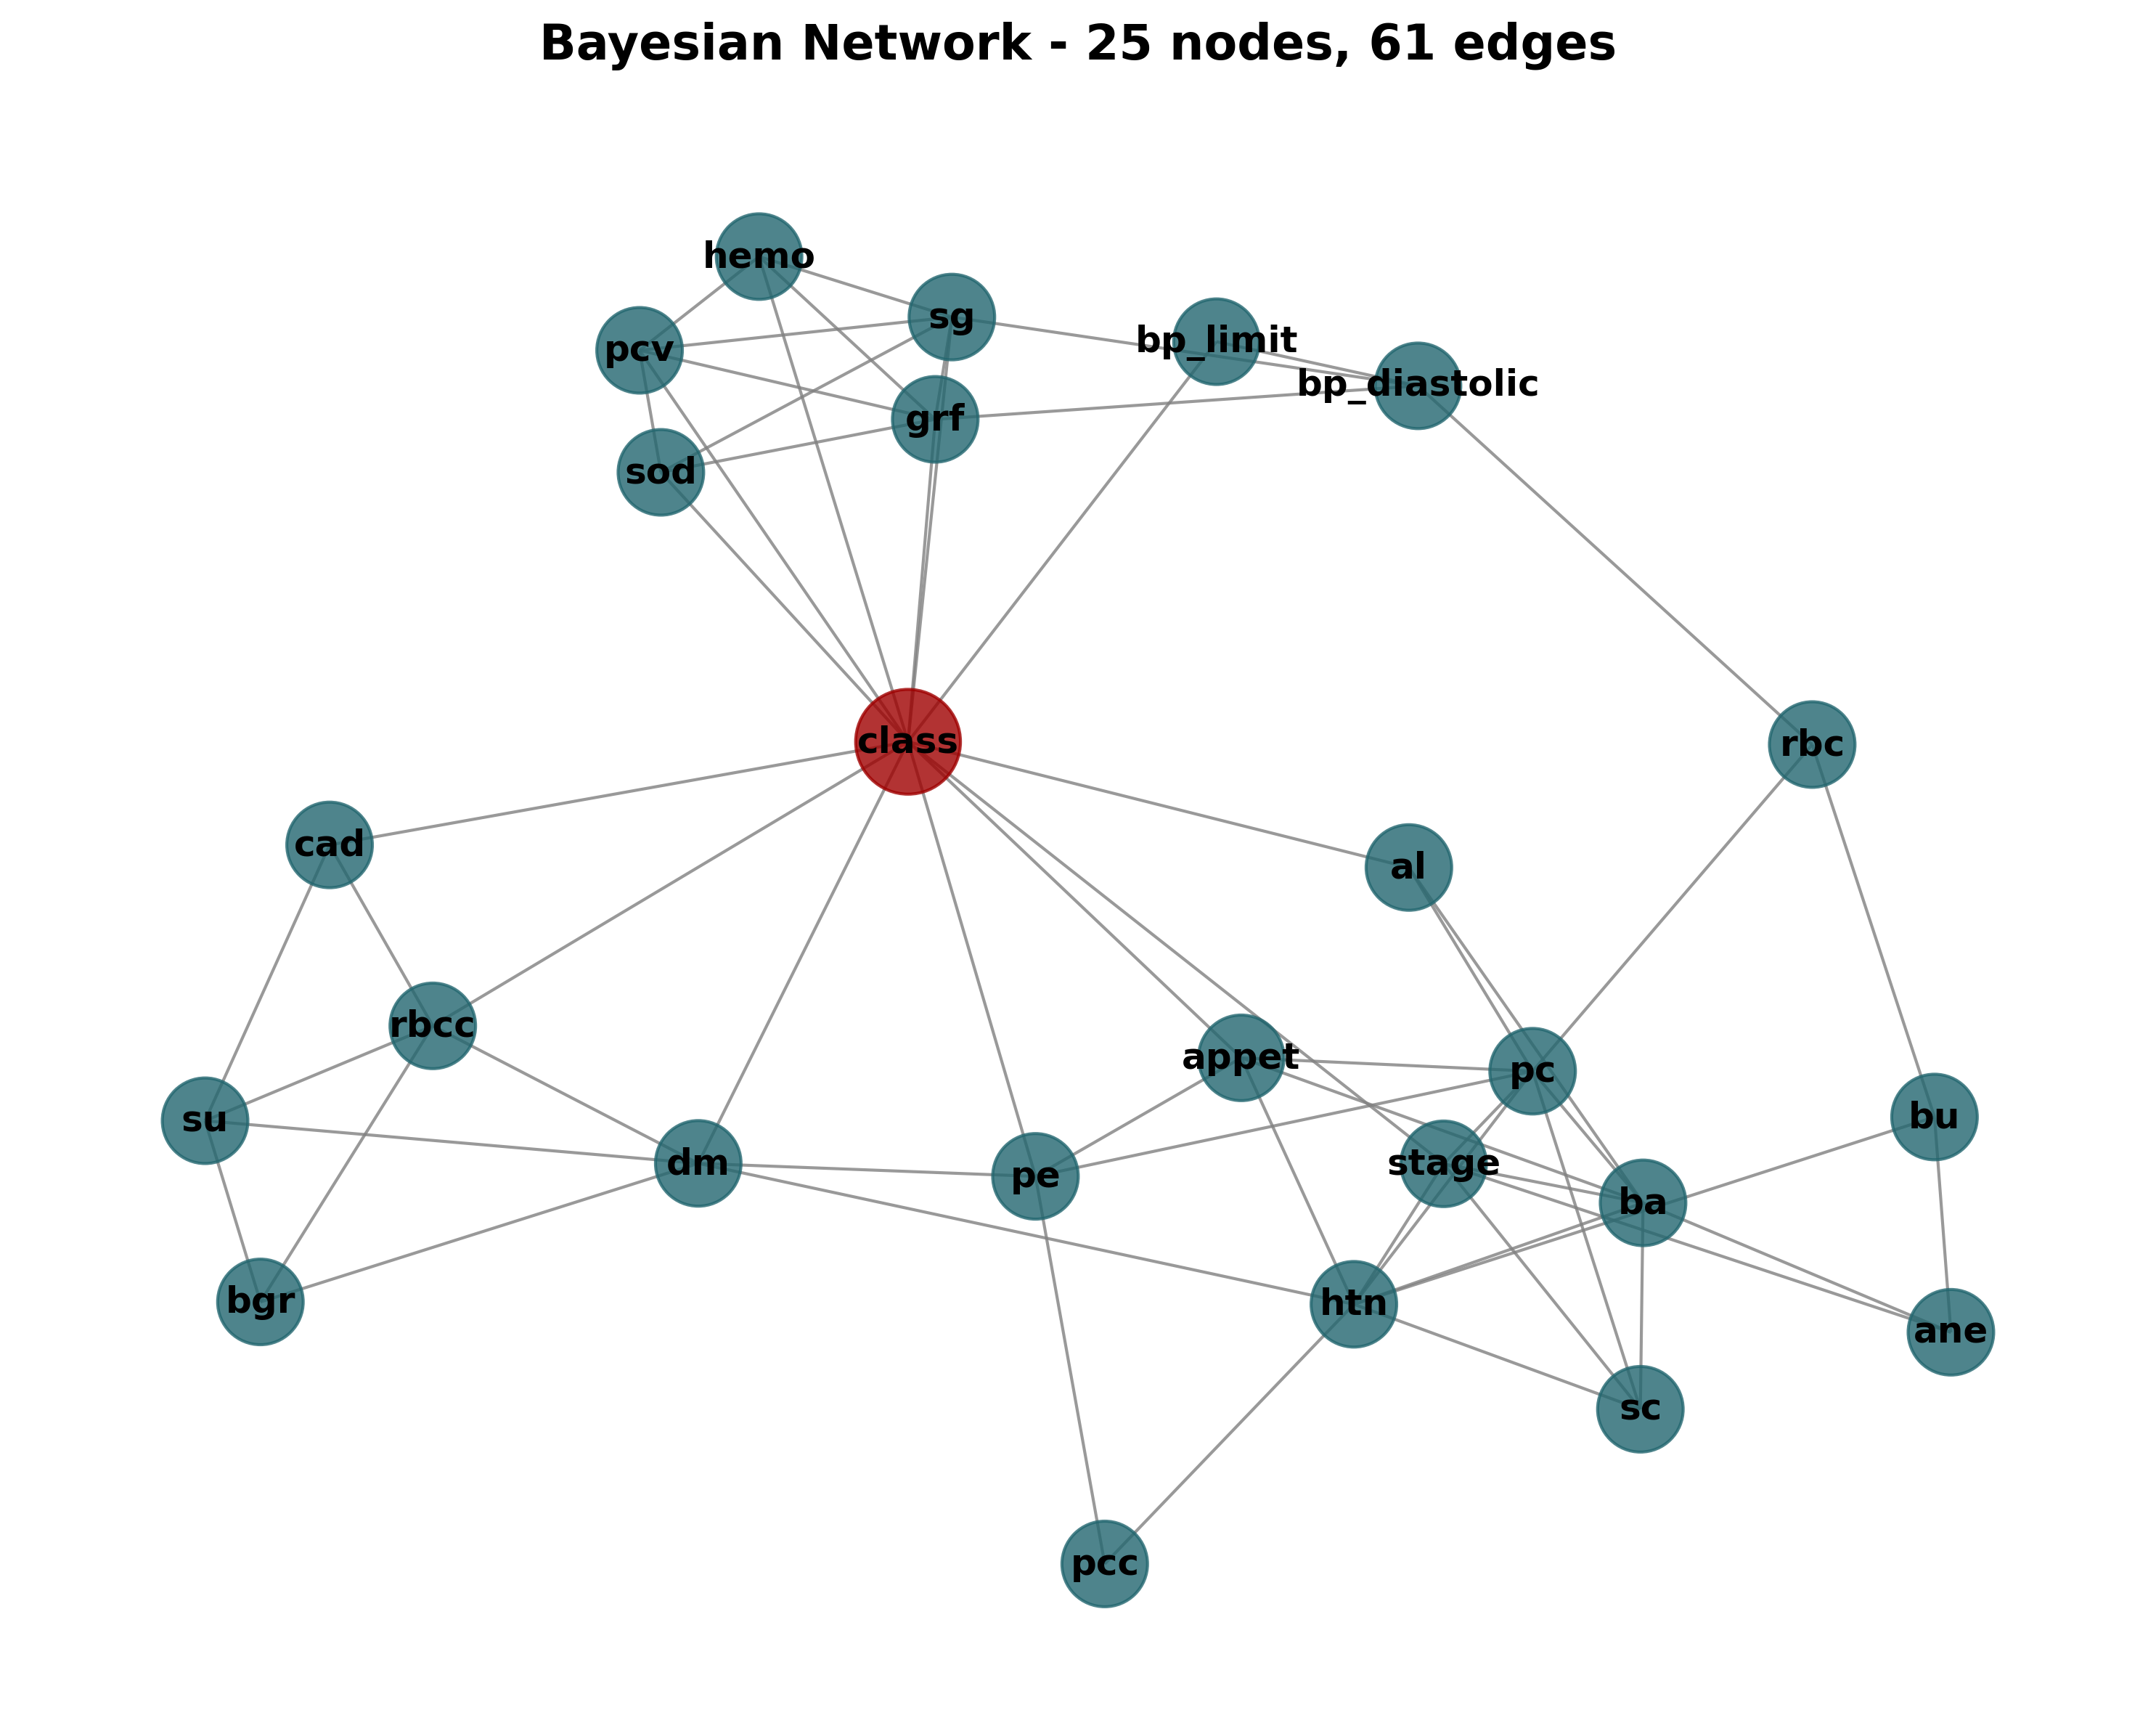 Bayesian Network - 25 nodes, 61 edges
hemo
sg
bp_limit
pcv
bp_diastolic
grf
sod
class
rbc
cad
al
rbcc
appet
pc
bu
su
dm
stage
pe
ba
bgr
htn
ane
sc
pcc